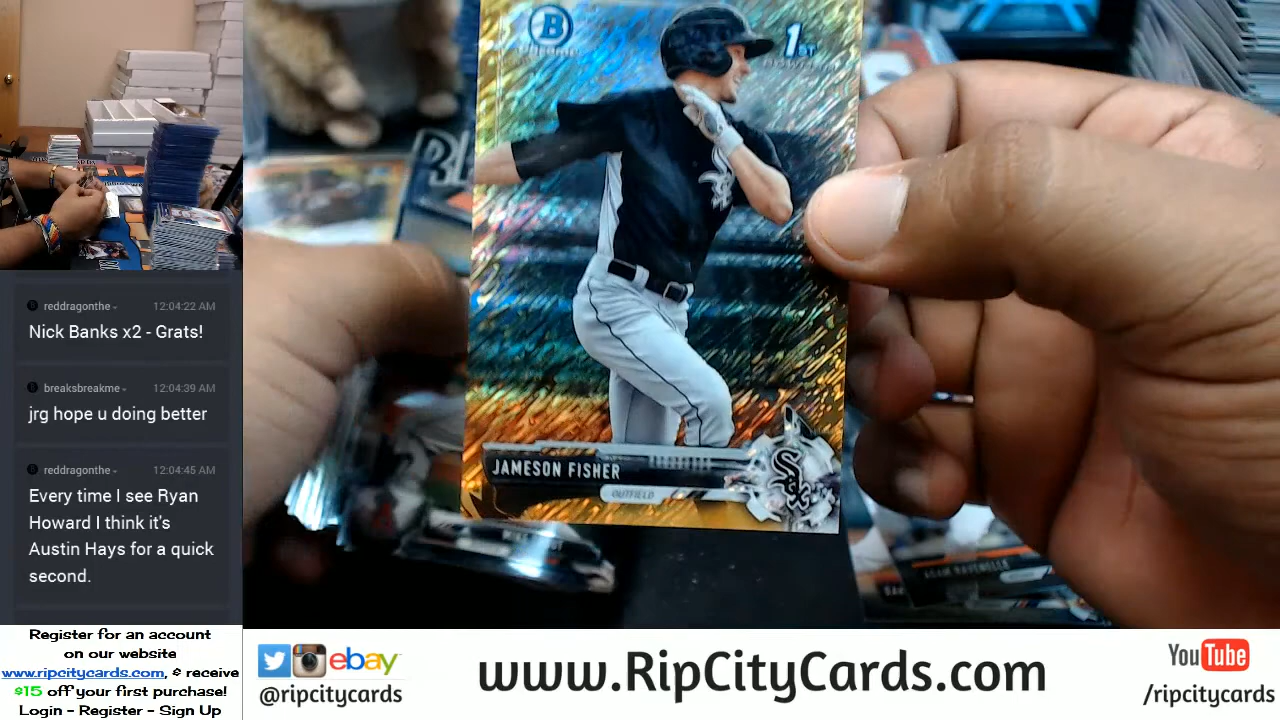 reddragonthe
12:04:22 AM
Nick Banks x2 - Grats!
breaksbreakme
12:04:39 AM
jrg hope u doing better
reddragonthe
12:04:45 AM
Every time I see Ryan
Howard I think it's
Austin Hays for a quick
second.
Register for an account
on our website
www.ripcitycards.com, & receive
$15 off your first purchase!
Login - Register - Sign Up
B
1ST
JAMESON FISHER
OUTFIELD
Sox
ebay
@ripcitycards
www.RipCityCards.com
YouTube
/ripcitycards